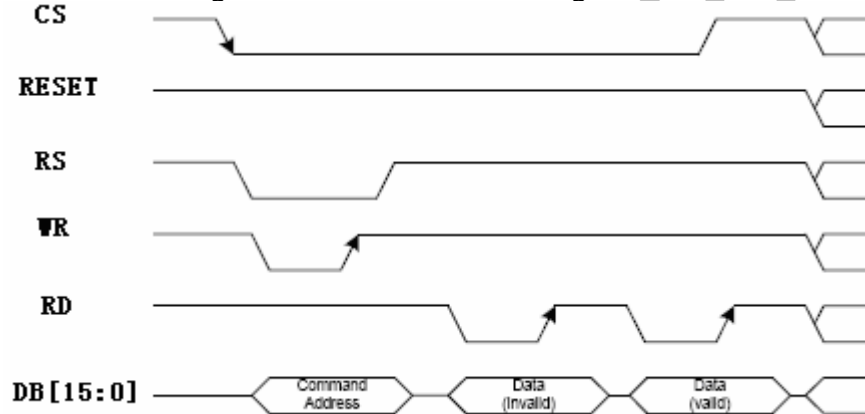 CS
RESET
RS
WR
RD
DB[15:0]
Command
Address
Data
(Invalid)
Data
(valid)